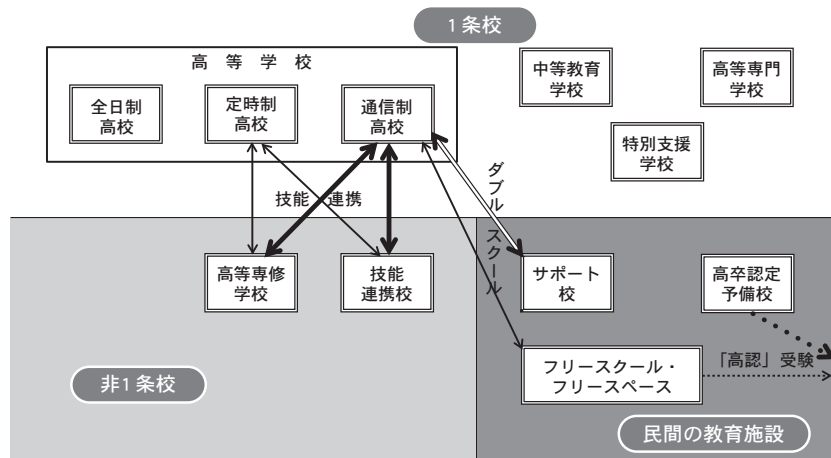 1条校
高等学校
全日制
高校
定時制
高校
通信制
高校
中等教育
学校
高等専門
学校
特別支援
学校
技能 連携
ダブルスクール
高等専修
学校
技能
連携校
サポート
校
高卒認定
予備校
フリースクール・
フリースペース
「高認」受験
非1条校
民間の教育施設